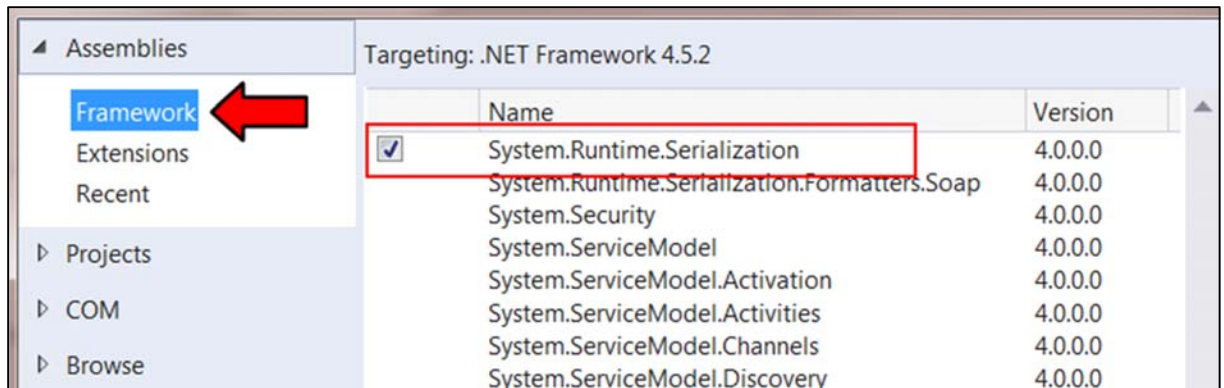 Assemblies
Framework
Extensions
Recent
Projects
COM
Browse
Targeting: .NET Framework 4.5.2
Name Version
System.Runtime.Serialization 4.0.0.0
System.Runtime.Serialization.Formatters.Soap 4.0.0.0
System.Security 4.0.0.0
System.ServiceModel 4.0.0.0
System.ServiceModel.Activation 4.0.0.0
System.ServiceModel.Activities 4.0.0.0
System.ServiceModel.Channels 4.0.0.0
System.ServiceModel.Discovery 4.0.0.0